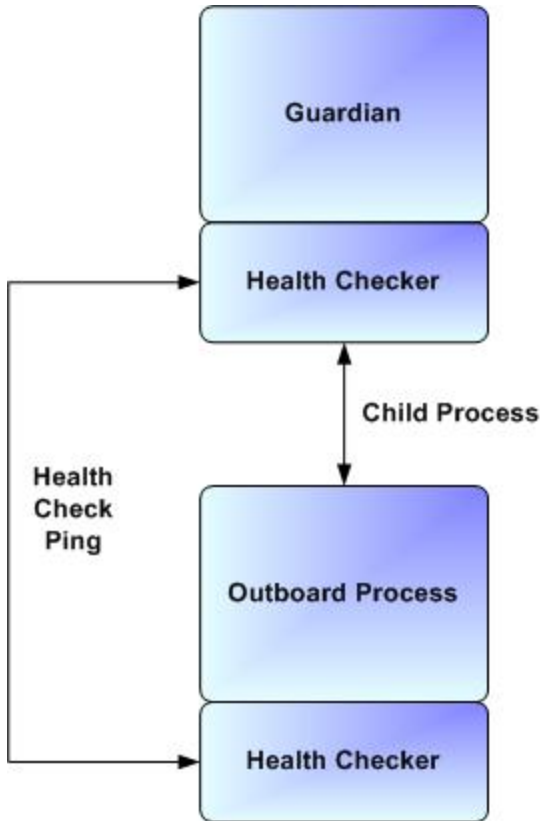 Guardian
Health Checker
Child Process
Health
Check
Ping
Outboard Process
Health Checker